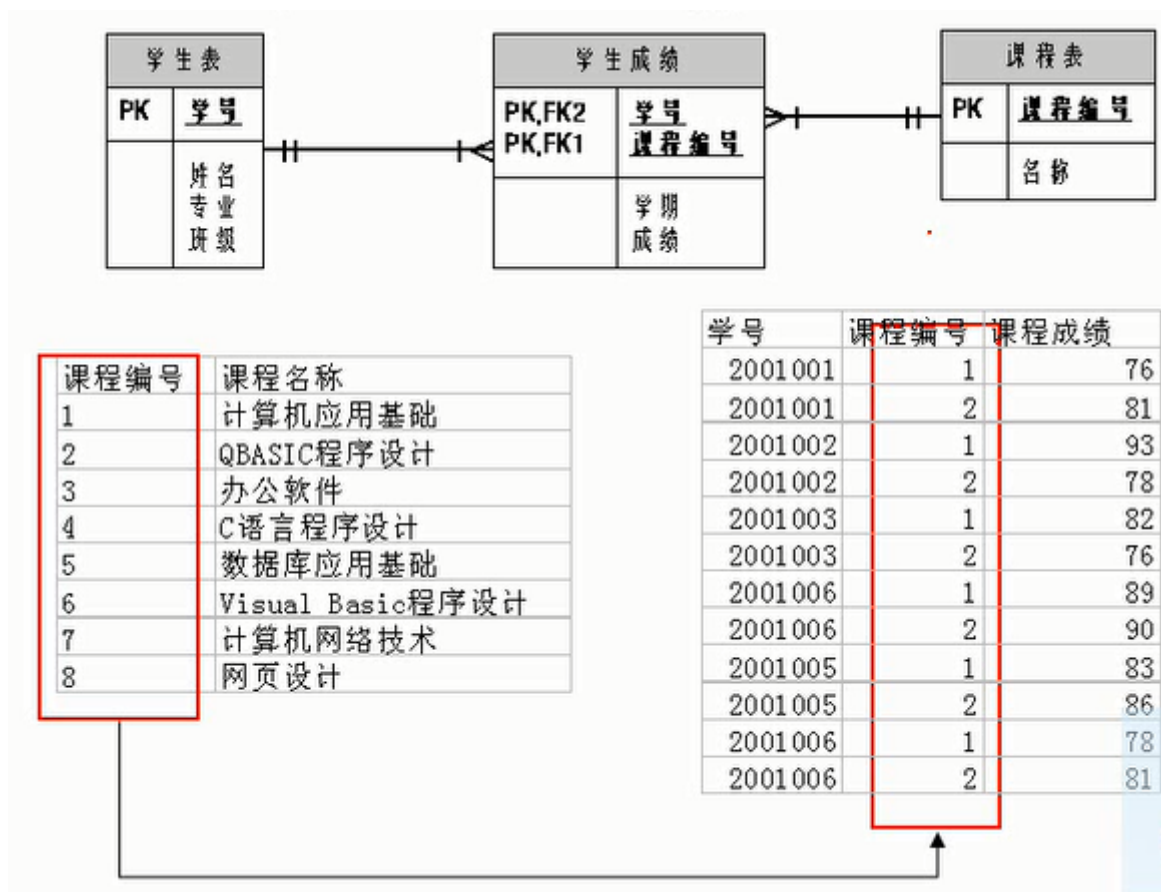 学生表
PK 学号
姓名
专业
班级
学生成绩
PK,FK2 学号
PK,FK1 课程编号
学期
成绩
课程表
PK 课程编号
名称
课程编号 课程名称
1 计算机应用基础
2 QBASIC程序设计
3 办公软件
4 C语言程序设计
5 数据库应用基础
6 Visual Basic程序设计
7 计算机网络技术
8 网页设计
学号 课程编号 课程成绩
2001001 1 76
2001001 2 81
2001002 1 93
2001002 2 78
2001003 1 82
2001003 2 76
2001006 1 89
2001006 2 90
2001005 1 83
2001005 2 86
2001006 1 78
2001006 2 81